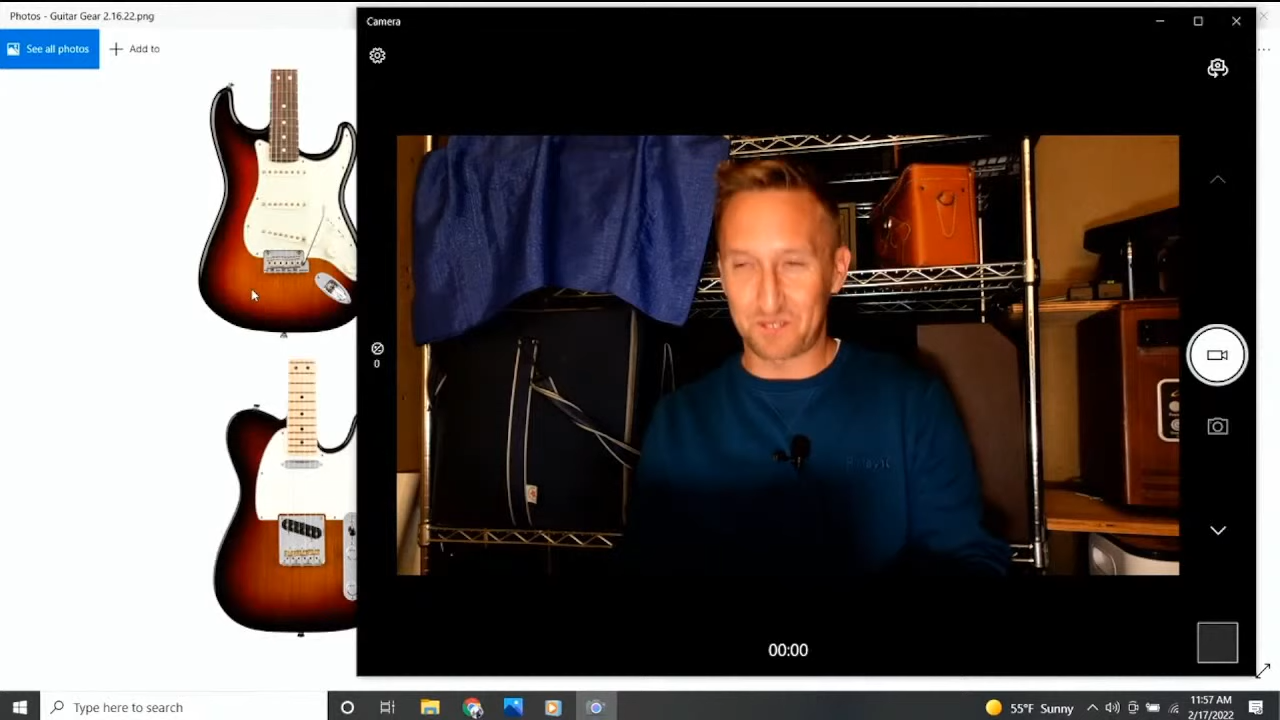 Photos - Guitar Gear 2.16.22.png
See all photos
Add to
Camera
0
00:00
Type here to search
55°F Sunny
11:57 AM
2/17/2022